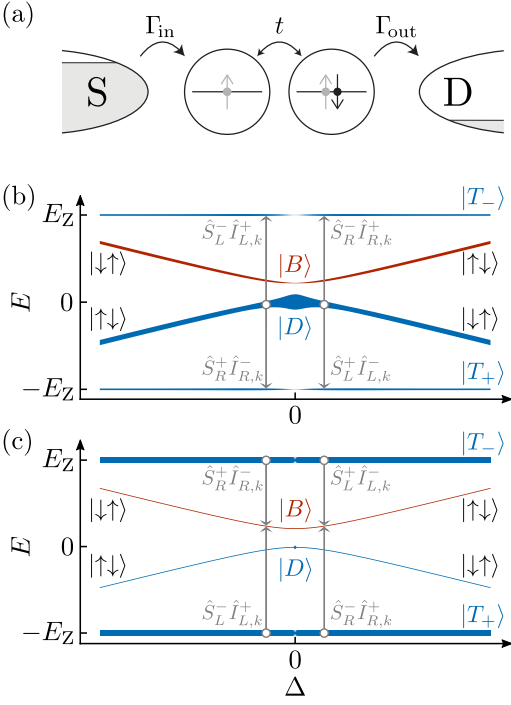 (a)
Γin t Γout
S D
(b)
EZ |T−⟩
Ŝ−L Î+L,k Ŝ−R Î+R,k
|↓↑⟩ |B⟩ |↑↓⟩
E 0
|↑↓⟩ |D⟩ |↓↑⟩
Ŝ+R Î−R,k Ŝ+L Î−L,k |T+⟩
−EZ
0
(c)
|T−⟩
EZ
Ŝ+R Î−R,k Ŝ+L Î−L,k
|↓↑⟩ |B⟩ |↑↓⟩
E 0
|↑↓⟩ |D⟩ |↓↑⟩
Ŝ−L Î+L,k Ŝ−R Î+R,k |T+⟩
−EZ
0
Δ